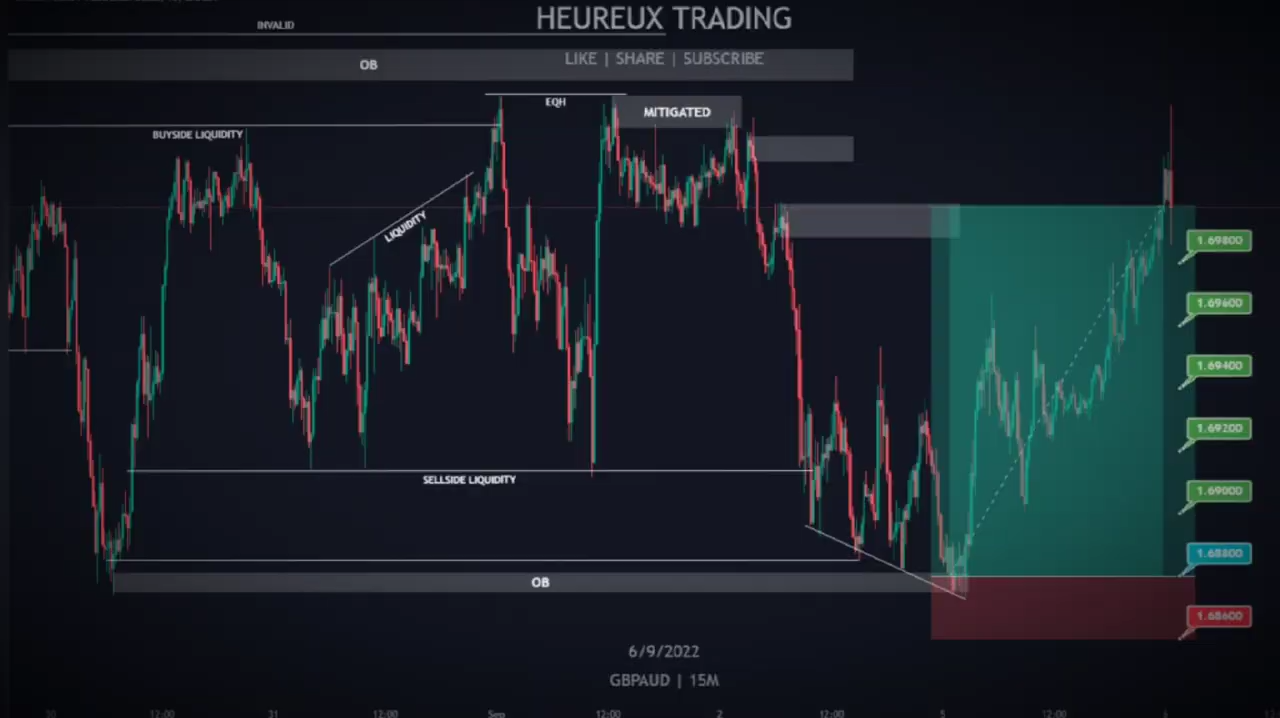 HEUREUX TRADING
INVALID
LIKE | SHARE | SUBSCRIBE
OB
EQH
MITIGATED
BUYSIDE LIQUIDITY
LIQUIDITY
1.69800
1.69600
1.69400
1.69200
SELLSIDE LIQUIDITY
1.69000
1.68800
OB
1.68600
6/9/2022
GBPAUD | 15M
30 12:00 31 12:00 Sep 12:00 2 12:00 5 12:00